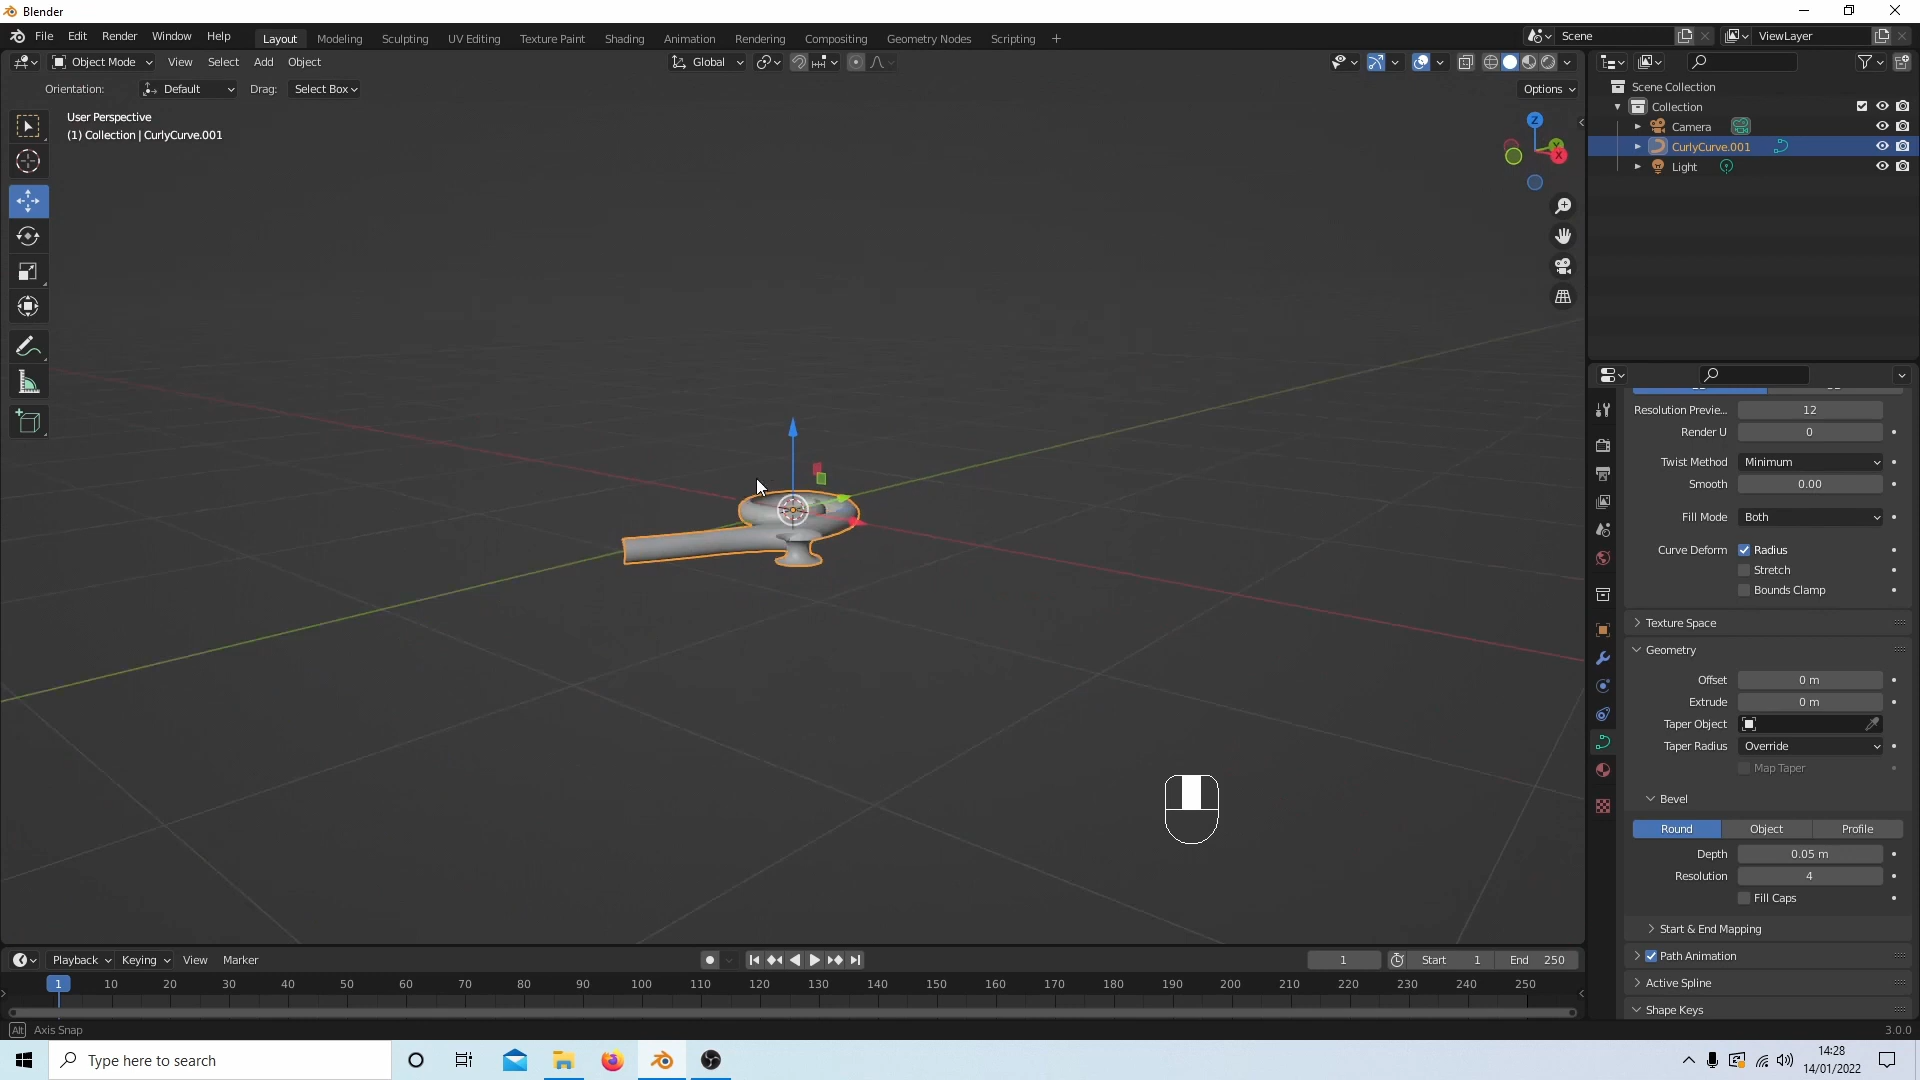 Blender
File Edit Render Window Help Layout Modeling Sculpting UV Editing Texture Paint Shading Animation Rendering Compositing Geometry Nodes Scripting + Scene ViewLayer
Object Mode View Select Add Object Global
Orientation: Default Drag: Select Box Options
User Perspective
(1) Collection | CurlyCurve.001
Z
Y
X
Scene Collection
Collection
Camera
CurlyCurve.001
Light
Resolution Previe... 12
Render U 0
Twist Method Minimum
Smooth 0.00
Fill Mode Both
Curve Deform Radius
Stretch
Bounds Clamp
Texture Space
Geometry
Offset 0 m
Extrude 0 m
Taper Object
Taper Radius Override
Map Taper
Bevel
Round Object Profile
Depth 0.05 m
Resolution 4
Fill Caps
Start & End Mapping
Path Animation
Active Spline
Shape Keys
Playback Keying View Marker 1 Start 1 End 250
1 10 20 30 40 50 60 70 80 90 100 110 120 130 140 150 160 170 180 190 200 210 220 230 240 250
Alt Axis Snap 3.0.0
Type here to search
14:28
14/01/2022